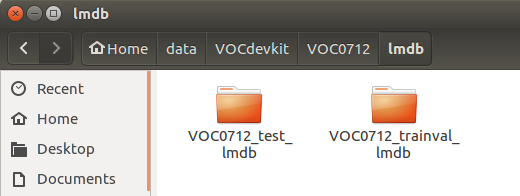 lmdb
Home data VOCdevkit VOC0712 lmdb
Recent
Home
Desktop
Documents
VOC0712_test_
lmdb
VOC0712_trainval_
lmdb